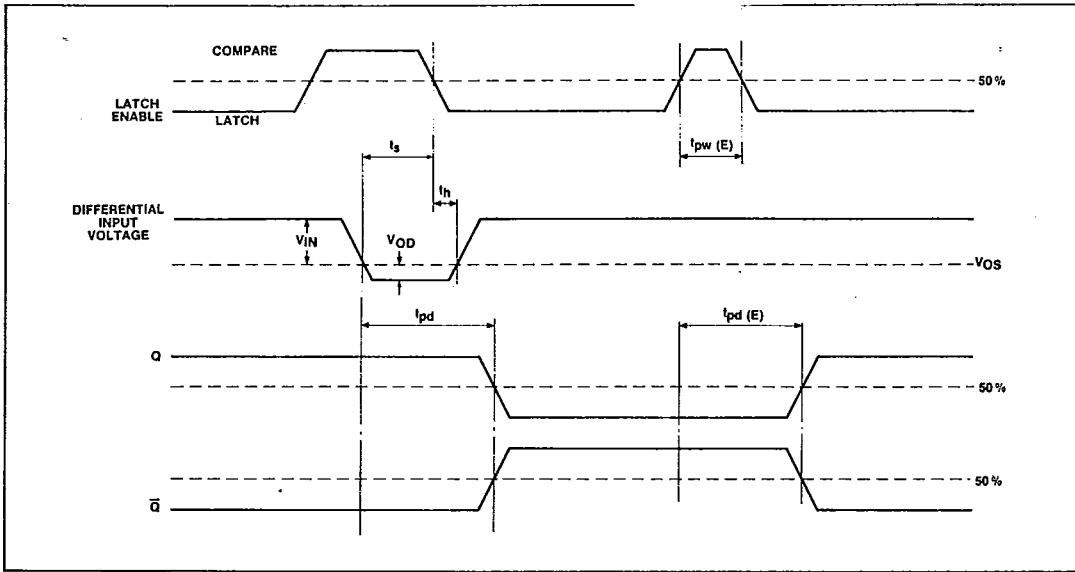 COMPARE
50%
LATCH
ENABLE
LATCH
ts
tpw (E)
th
DIFFERENTIAL
INPUT
VOLTAGE
VIN
VOD
VOS
tpd
tpd (E)
Q
50%
50%
Q̅